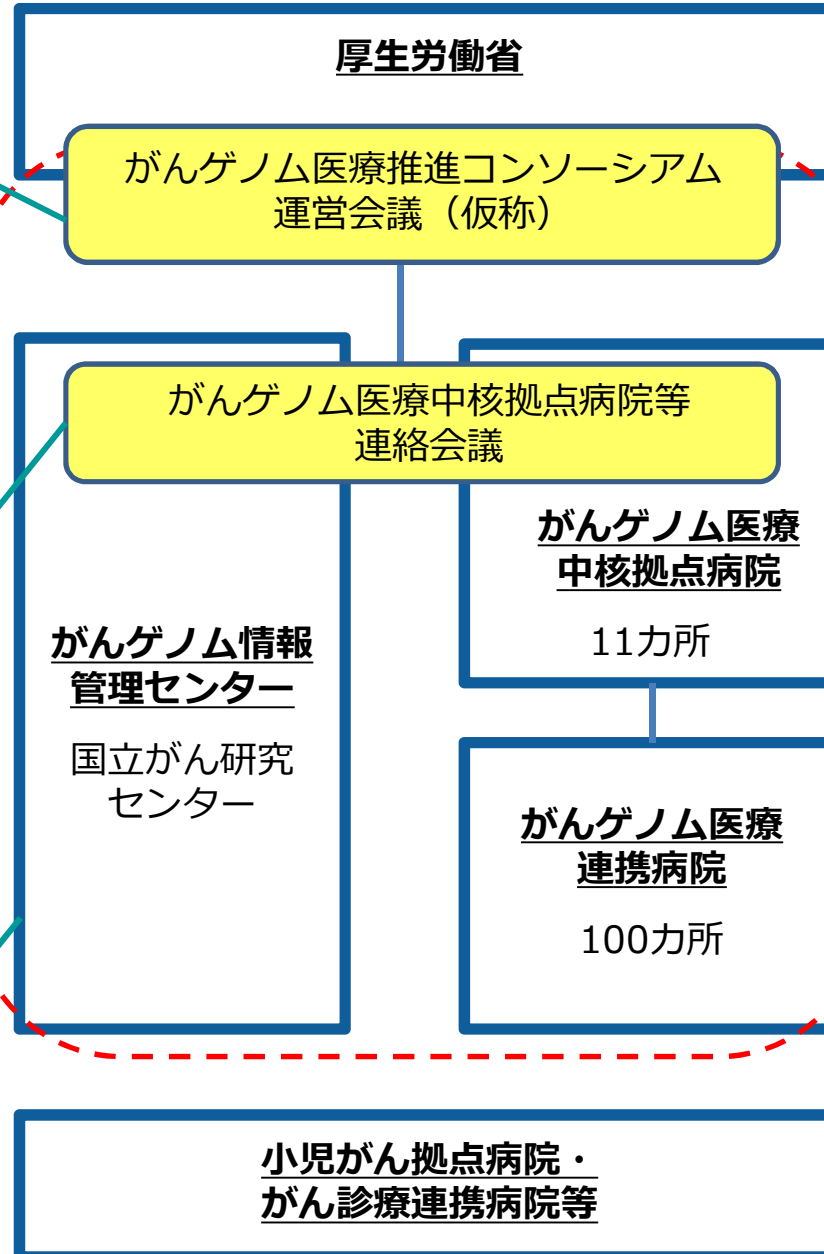 厚生労働省
がんゲノム医療推進コンソーシアム
運営会議（仮称）
がんゲノム医療中核拠点病院等
連絡会議
がんゲノム情報
管理センター
国立がん研究
センター
がんゲノム医療
中核拠点病院
11カ所
がんゲノム医療
連携病院
100カ所
小児がん拠点病院・
がん診療連携病院等